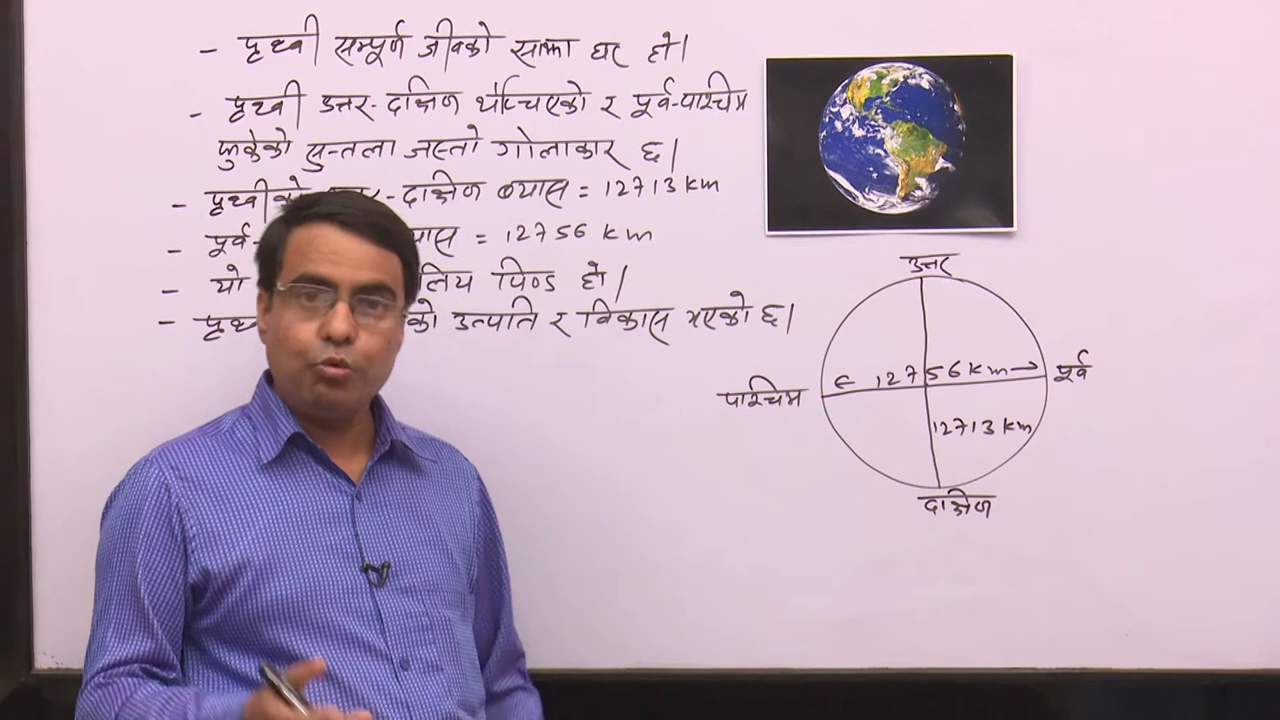 - पृथ्वी सम्पूर्ण जीवको साझा घर हो।
- पृथ्वी उत्तर-दक्षिण थेप्चिएको र पूर्व-पश्चिम
फुकेको सुन्तला जस्तो गोलाकार छ।
- पृथ्वीको -दक्षिण ब्यास = 12713 km
- पूर्व- = 12756 km
- यो पिण्ड हो।
- को उत्पति र विकास भएको छ।
उत्तर
← 12756 km →
पूर्व
पश्चिम
12713 km
दक्षिण